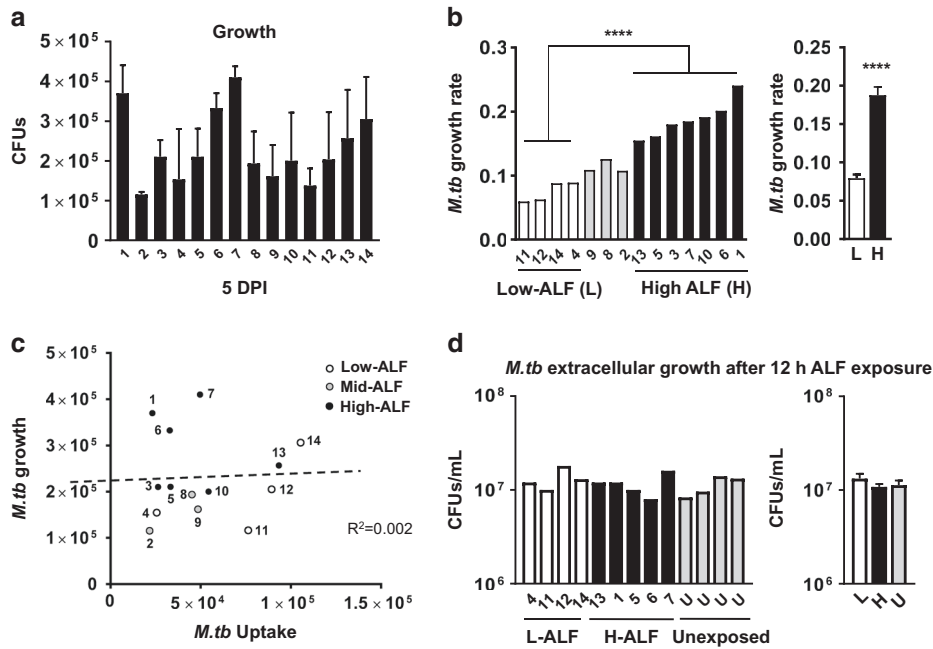 a
Growth
CFUs
5 × 10⁵
4 × 10⁵
3 × 10⁵
2 × 10⁵
1 × 10⁵
0
1 2 3 4 5 6 7 8 9 10 11 12 13 14
5 DPI
b
M.tb growth rate
0.3
0.2
0.1
0.0
****
11 12 14 4 9 8 2 13 5 3 7 10 6 1
Low-ALF (L) High ALF (H)
M.tb growth rate
0.25
0.20
0.15
0.10
0.05
0.00
****
L H
c
M.tb growth
5 × 10⁵
4 × 10⁵
3 × 10⁵
2 × 10⁵
1 × 10⁵
0
Low-ALF
Mid-ALF
High-ALF
1
7
6
14
13
3
5
8
10
12
4
9
2
11
R²=0.002
0 5 × 10⁴ 1 × 10⁵ 1.5 × 10⁵
M.tb Uptake
d
M.tb extracellular growth after 12 h ALF exposure
CFUs/mL
10⁸
10⁷
10⁶
4 11 12 14 13 1 5 6 7 U U U U
L-ALF H-ALF Unexposed
CFUs/mL
10⁸
10⁷
10⁶
L H U